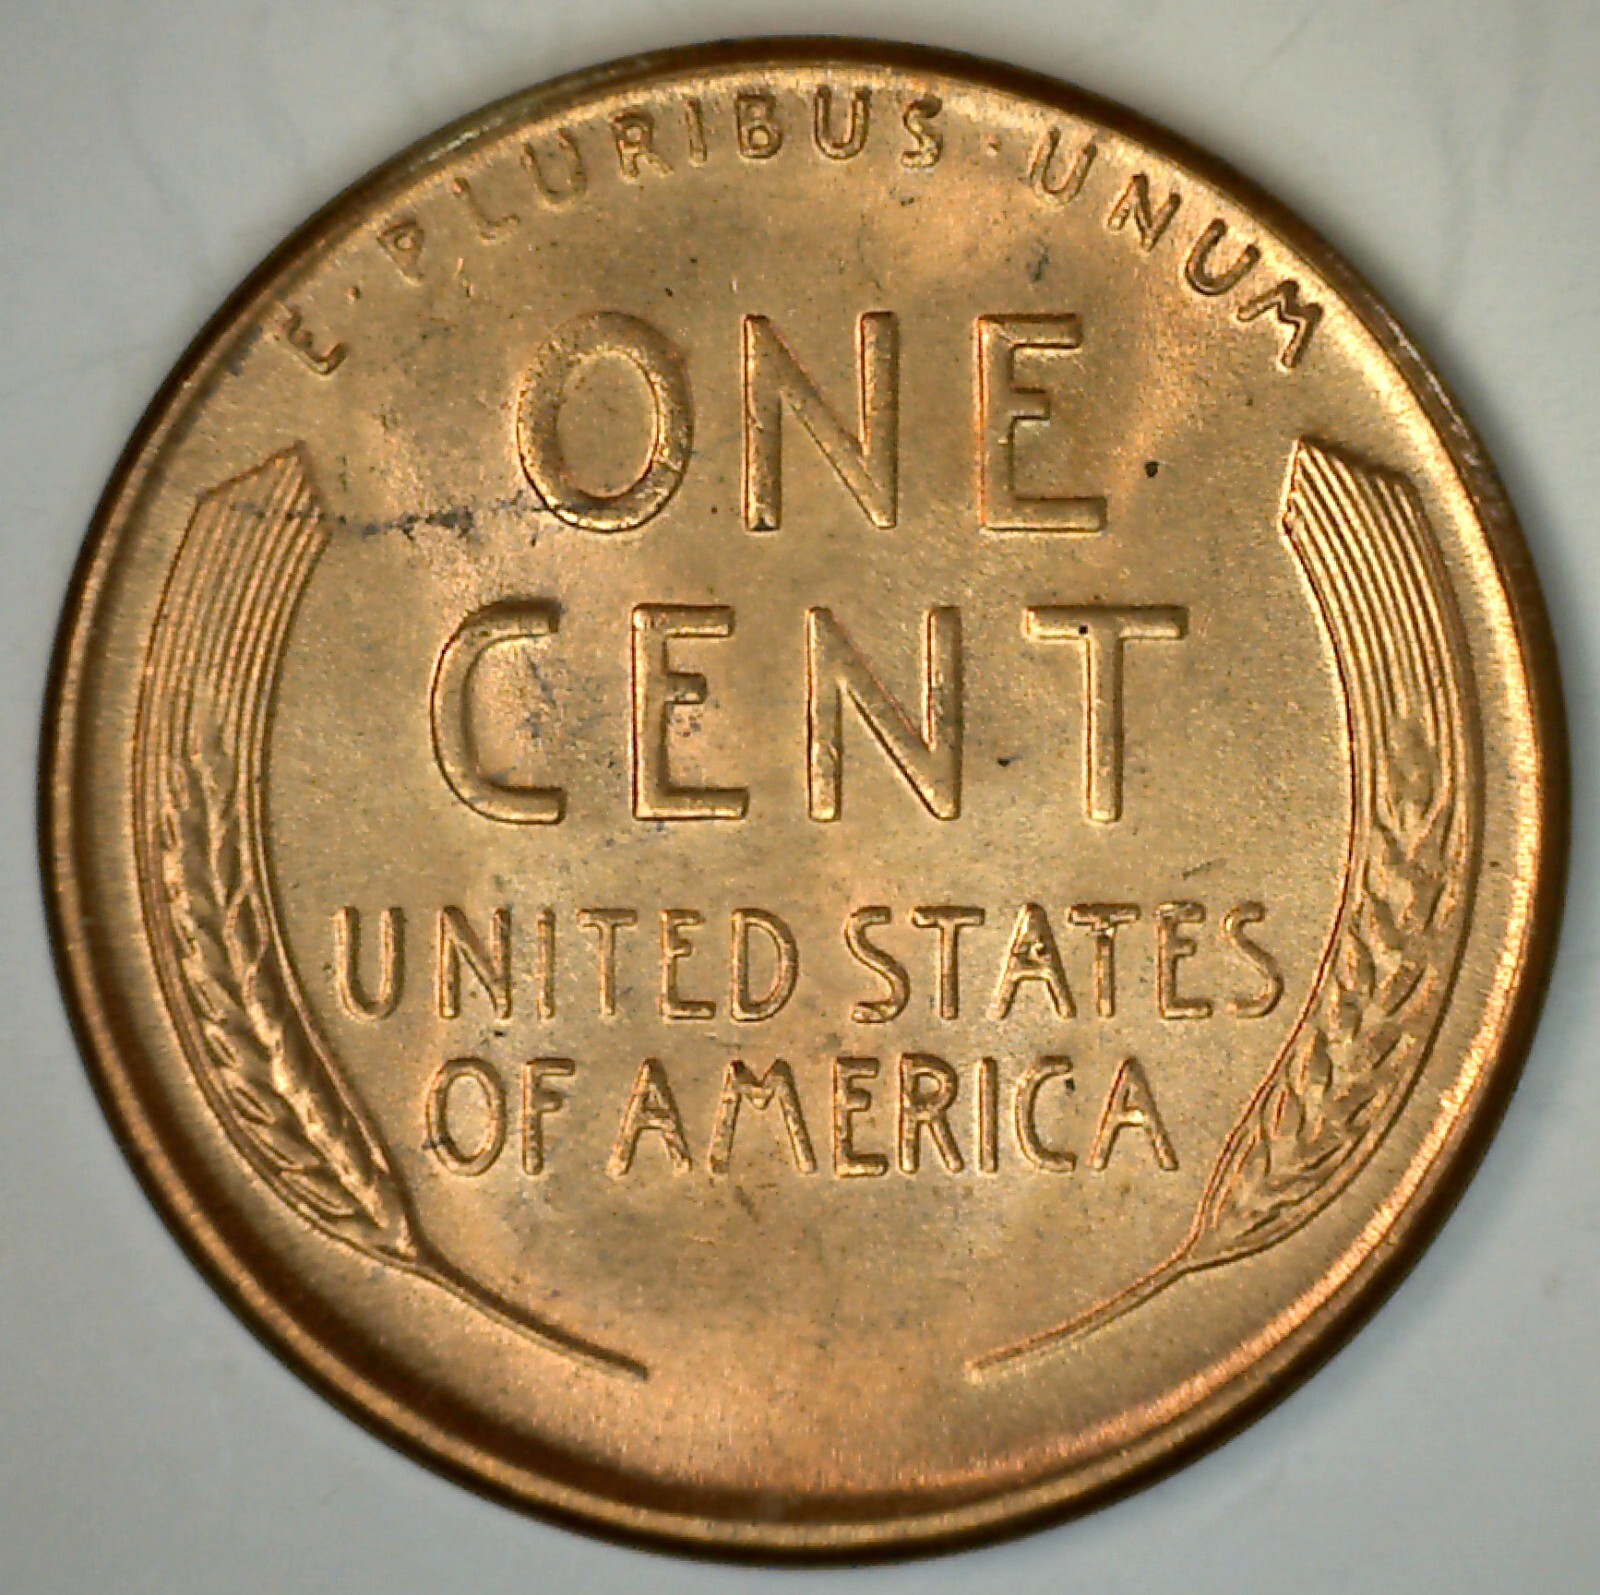 E·PLURIBUS·UNUM
ONE
CENT
UNITED STATES
OF AMERICA